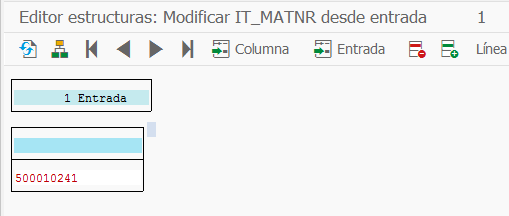 Editor estructuras: Modificar IT_MATNR desde entrada 1
Columna Entrada Línea
1 Entrada
500010241